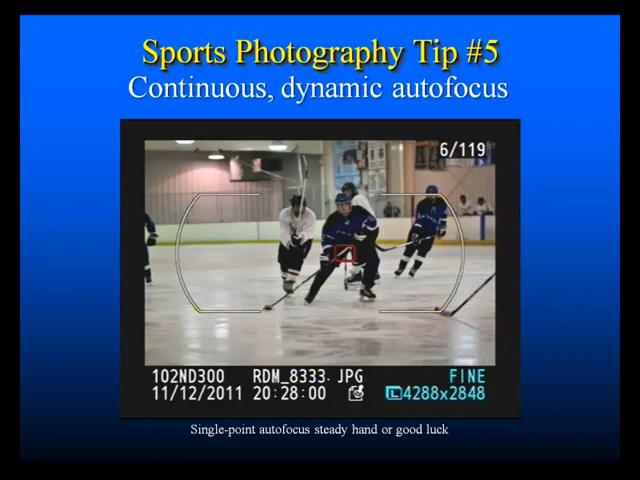 Sports Photography Tip #5
Continuous, dynamic autofocus
6/119
102ND300 RDM_8333. JPG FINE
11/12/2011 20:28:00 L 4288x2848
Single-point autofocus steady hand or good luck